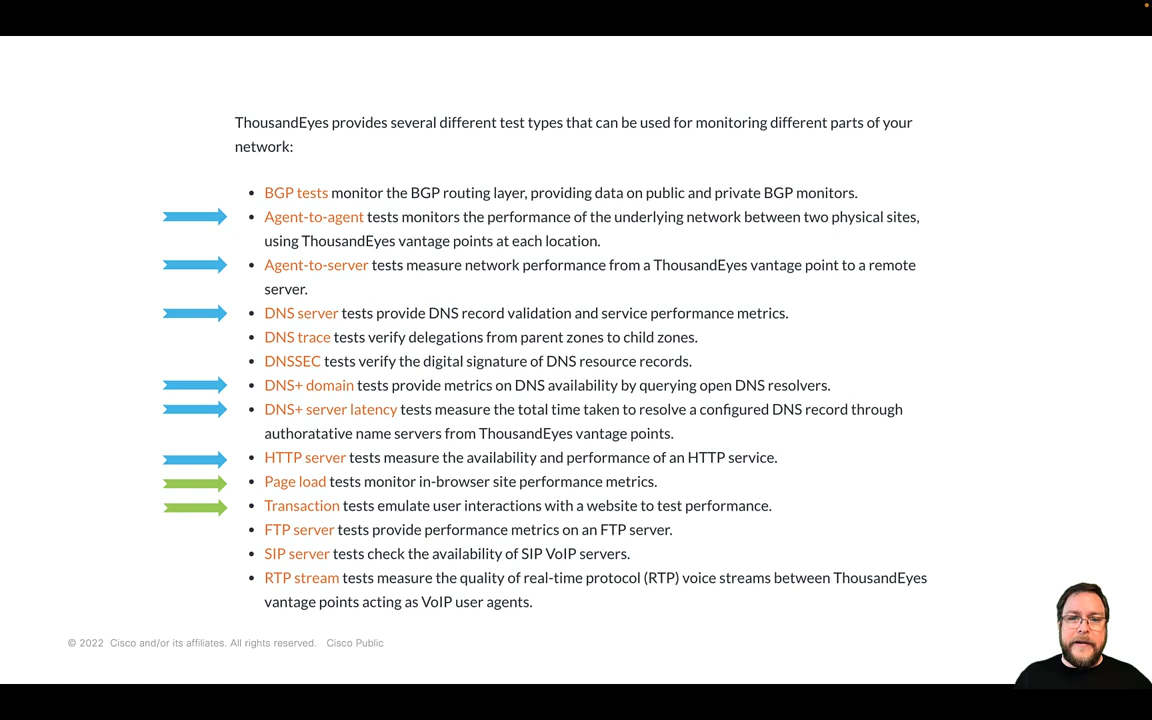 ThousandEyes provides several different test types that can be used for monitoring different parts of your
network:
• BGP tests monitor the BGP routing layer, providing data on public and private BGP monitors.
• Agent-to-agent tests monitors the performance of the underlying network between two physical sites,
using ThousandEyes vantage points at each location.
• Agent-to-server tests measure network performance from a ThousandEyes vantage point to a remote
server.
• DNS server tests provide DNS record validation and service performance metrics.
• DNS trace tests verify delegations from parent zones to child zones.
• DNSSEC tests verify the digital signature of DNS resource records.
• DNS+ domain tests provide metrics on DNS availability by querying open DNS resolvers.
• DNS+ server latency tests measure the total time taken to resolve a configured DNS record through
authoratative name servers from ThousandEyes vantage points.
• HTTP server tests measure the availability and performance of an HTTP service.
• Page load tests monitor in-browser site performance metrics.
• Transaction tests emulate user interactions with a website to test performance.
• FTP server tests provide performance metrics on an FTP server.
• SIP server tests check the availability of SIP VoIP servers.
• RTP stream tests measure the quality of real-time protocol (RTP) voice streams between ThousandEyes
vantage points acting as VoIP user agents.
© 2022 Cisco and/or its affiliates. All rights reserved. Cisco Public